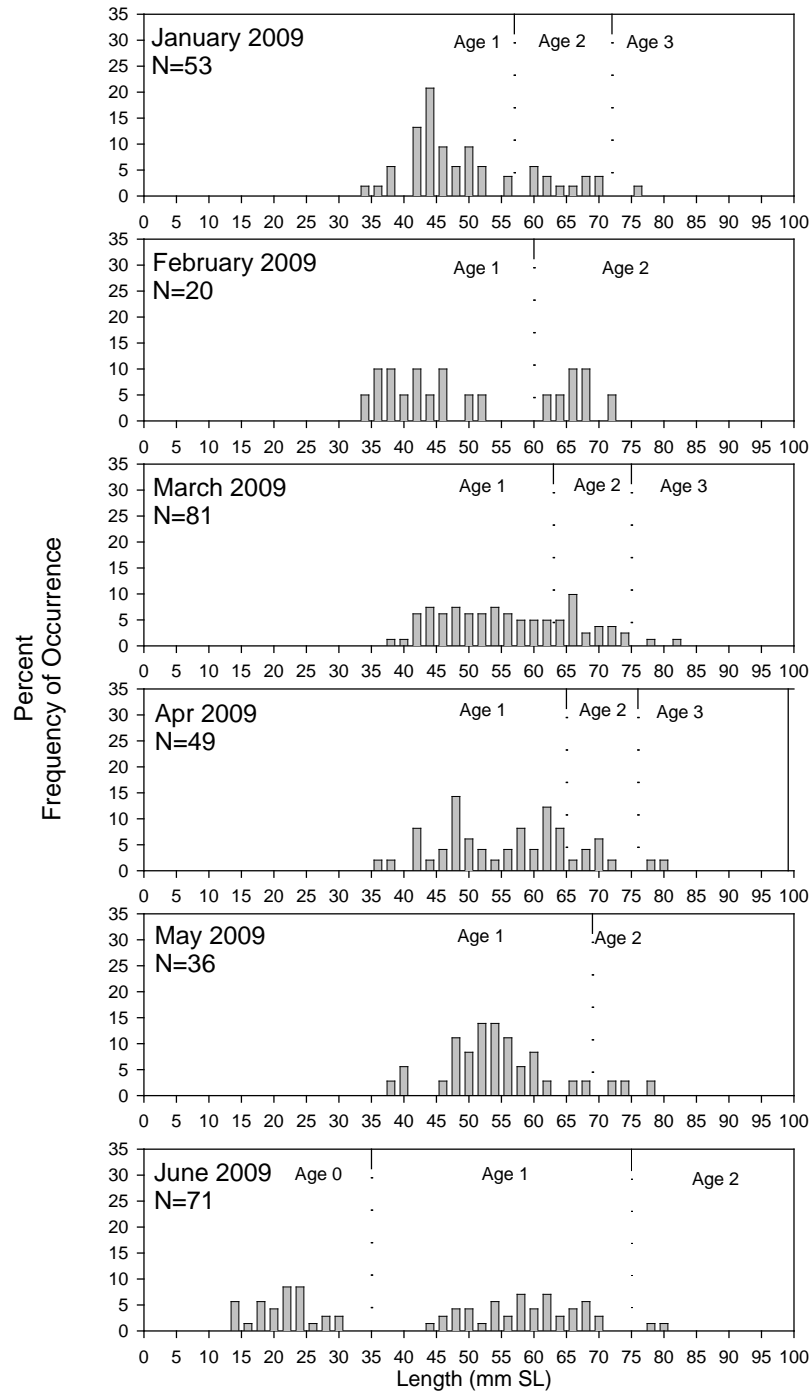 Percent
Frequency of Occurrence
January 2009
N=53
Age 1 Age 2 Age 3
35
30
25
20
15
10
5
0
0 5 10 15 20 25 30 35 40 45 50 55 60 65 70 75 80 85 90 95 100
February 2009
N=20
Age 1 Age 2
35
30
25
20
15
10
5
0
0 5 10 15 20 25 30 35 40 45 50 55 60 65 70 75 80 85 90 95 100
March 2009
N=81
Age 1 Age 2 Age 3
35
30
25
20
15
10
5
0
0 5 10 15 20 25 30 35 40 45 50 55 60 65 70 75 80 85 90 95 100
Apr 2009
N=49
Age 1 Age 2 Age 3
35
30
25
20
15
10
5
0
0 5 10 15 20 25 30 35 40 45 50 55 60 65 70 75 80 85 90 95 100
May 2009
N=36
Age 1 Age 2
35
30
25
20
15
10
5
0
0 5 10 15 20 25 30 35 40 45 50 55 60 65 70 75 80 85 90 95 100
June 2009
N=71
Age 0 Age 1 Age 2
35
30
25
20
15
10
5
0
0 5 10 15 20 25 30 35 40 45 50 55 60 65 70 75 80 85 90 95 100
Length (mm SL)